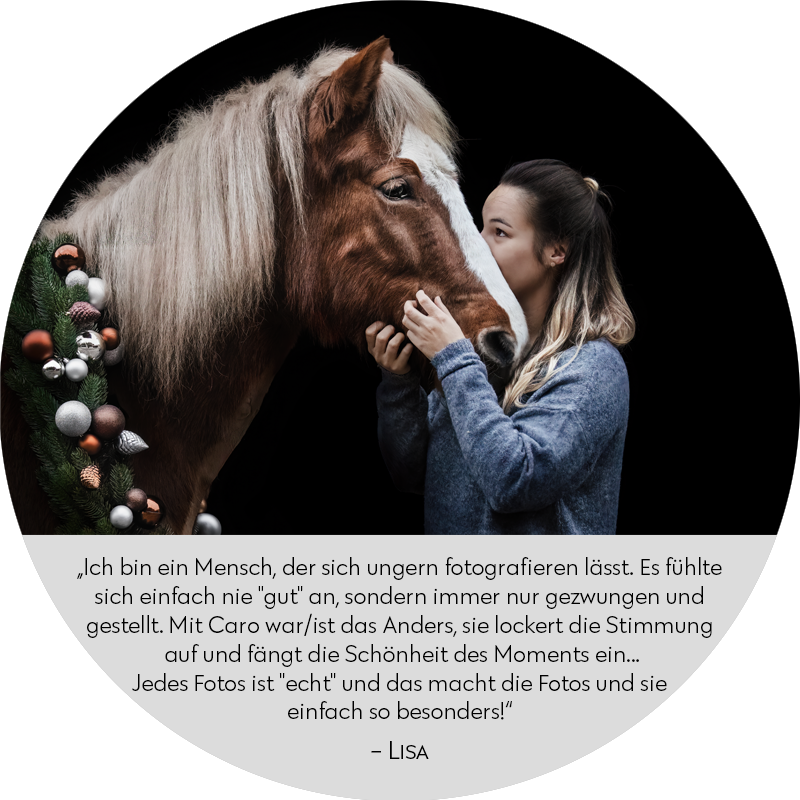 „Ich bin ein Mensch, der sich ungern fotografieren lässt. Es fühlte
sich einfach nie "gut" an, sondern immer nur gezwungen und
gestellt. Mit Caro war/ist das Anders, sie lockert die Stimmung
auf und fängt die Schönheit des Moments ein...
Jedes Fotos ist "echt" und das macht die Fotos und sie
einfach so besonders!“
– Lisa